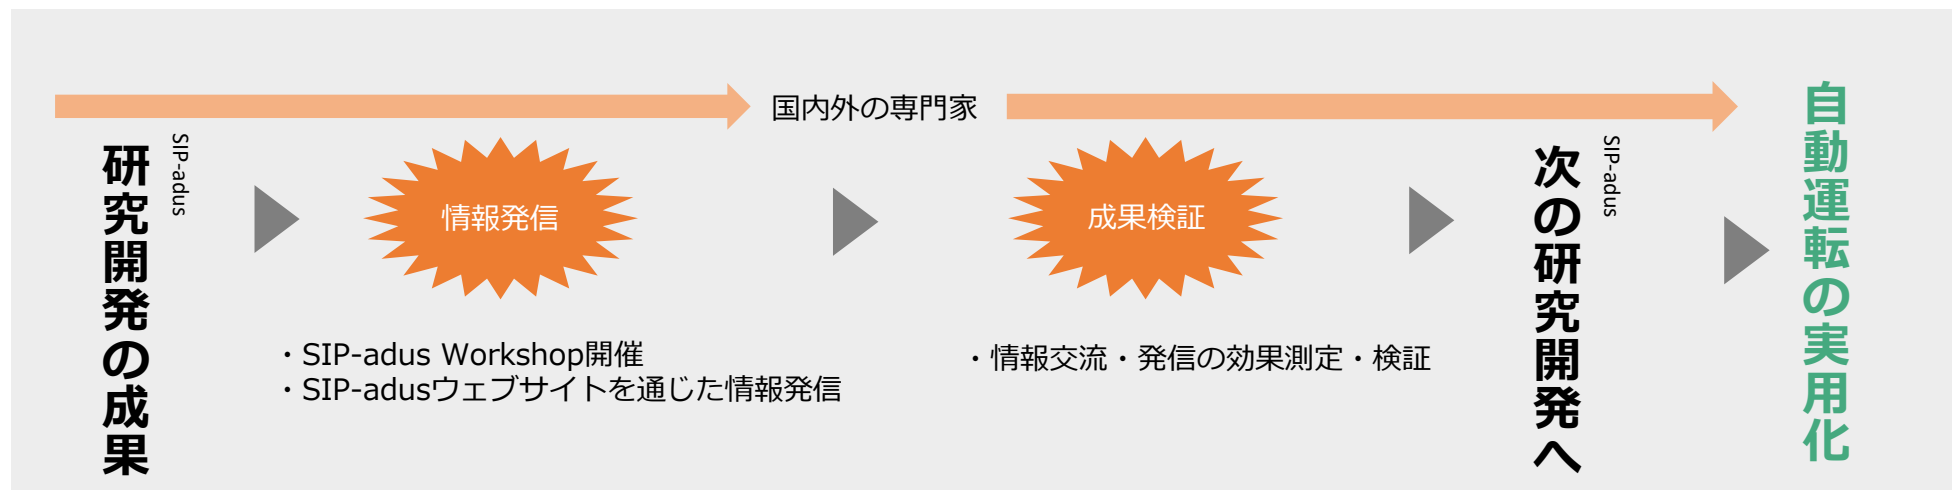 国内外の専門家
SIP-adus
研究開発の成果
情報発信
・SIP-adus Workshop開催
・SIP-adusウェブサイトを通じた情報発信
成果検証
・情報交流・発信の効果測定・検証
SIP-adus
次の研究開発へ
自動運転の実用化